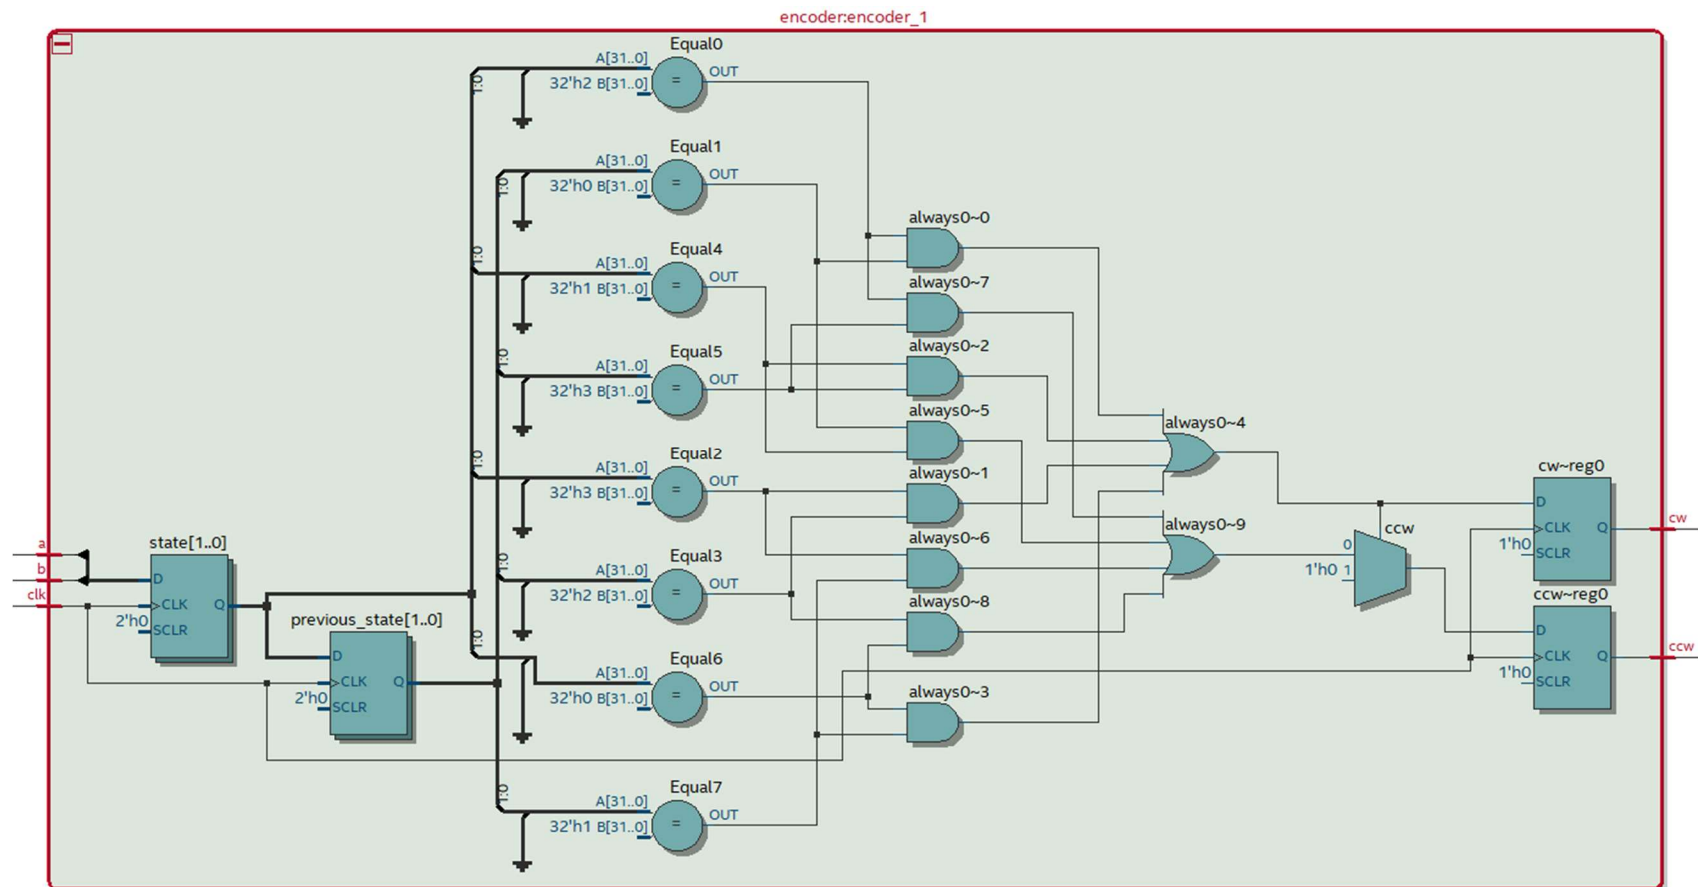 encoder:encoder_1
Equal0
A[31..0]
OUT
32'h2 B[31..0]
1:0
=
Equal1
A[31..0]
OUT
32'h0 B[31..0]
1:0
=
always0~0
Equal4
A[31..0]
OUT
32'h1 B[31..0]
1:0
=
always0~7
always0~2
Equal5
A[31..0]
OUT
32'h3 B[31..0]
1:0
=
always0~5
always0~4
Equal2
A[31..0]
OUT
32'h3 B[31..0]
1:0
=
always0~1
cw~reg0
D
CLK
Q
cw
1'h0
SCLR
always0~9
ccw
0
1'h0 1
always0~6
a
b
clk
state[1..0]
D
CLK
Q
2'h0
SCLR
Equal3
A[31..0]
OUT
32'h2 B[31..0]
1:0
=
always0~8
ccw~reg0
D
CLK
Q
ccw
1'h0
SCLR
previous_state[1..0]
D
CLK
Q
2'h0
SCLR
Equal6
A[31..0]
OUT
32'h0 B[31..0]
1:0
=
always0~3
Equal7
A[31..0]
OUT
32'h1 B[31..0]
1:0
=